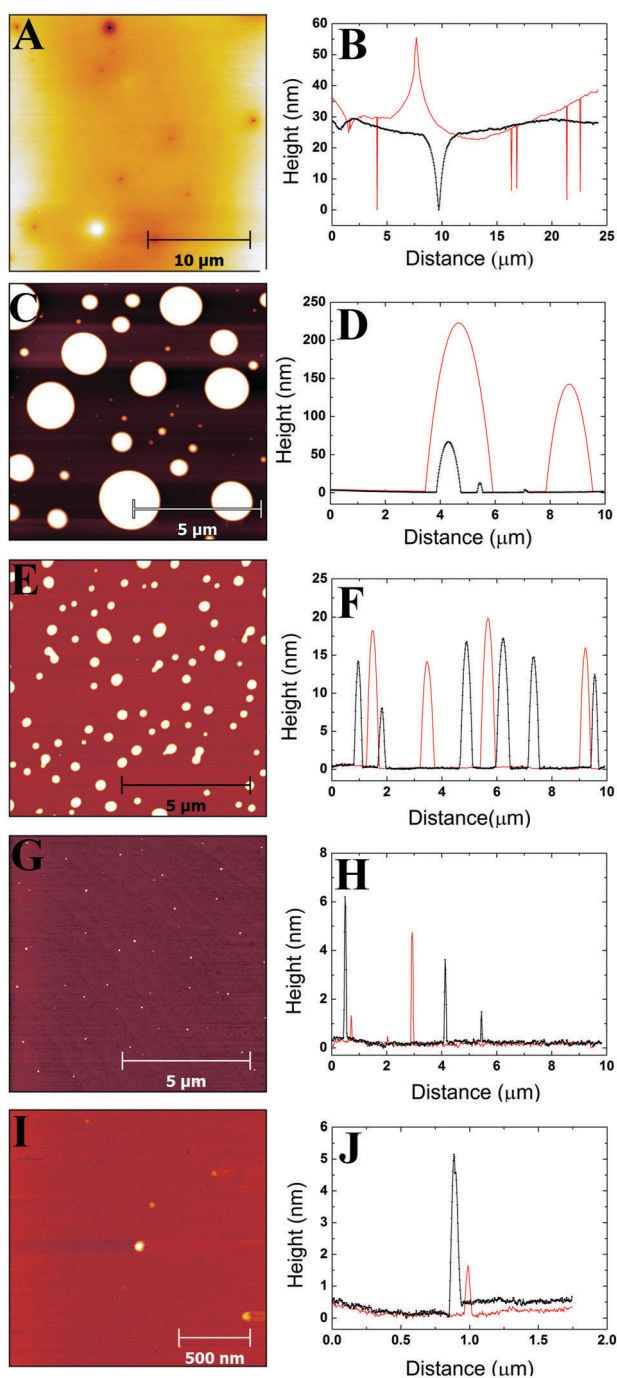 A
10 µm
B
Height (nm)
60
50
40
30
20
10
0
0 5 10 15 20 25
Distance (µm)
C
5 µm
D
Height (nm)
250
200
150
100
50
0
0 2 4 6 8 10
Distance (µm)
E
5 µm
F
Height (nm)
25
20
15
10
5
0
0 2 4 6 8 10
Distance(µm)
G
5 µm
H
Height (nm)
8
6
4
2
0
0 2 4 6 8 10
Distance (µm)
I
500 nm
J
Height (nm)
6
5
4
3
2
1
0
0.0 0.5 1.0 1.5 2.0
Distance (µm)